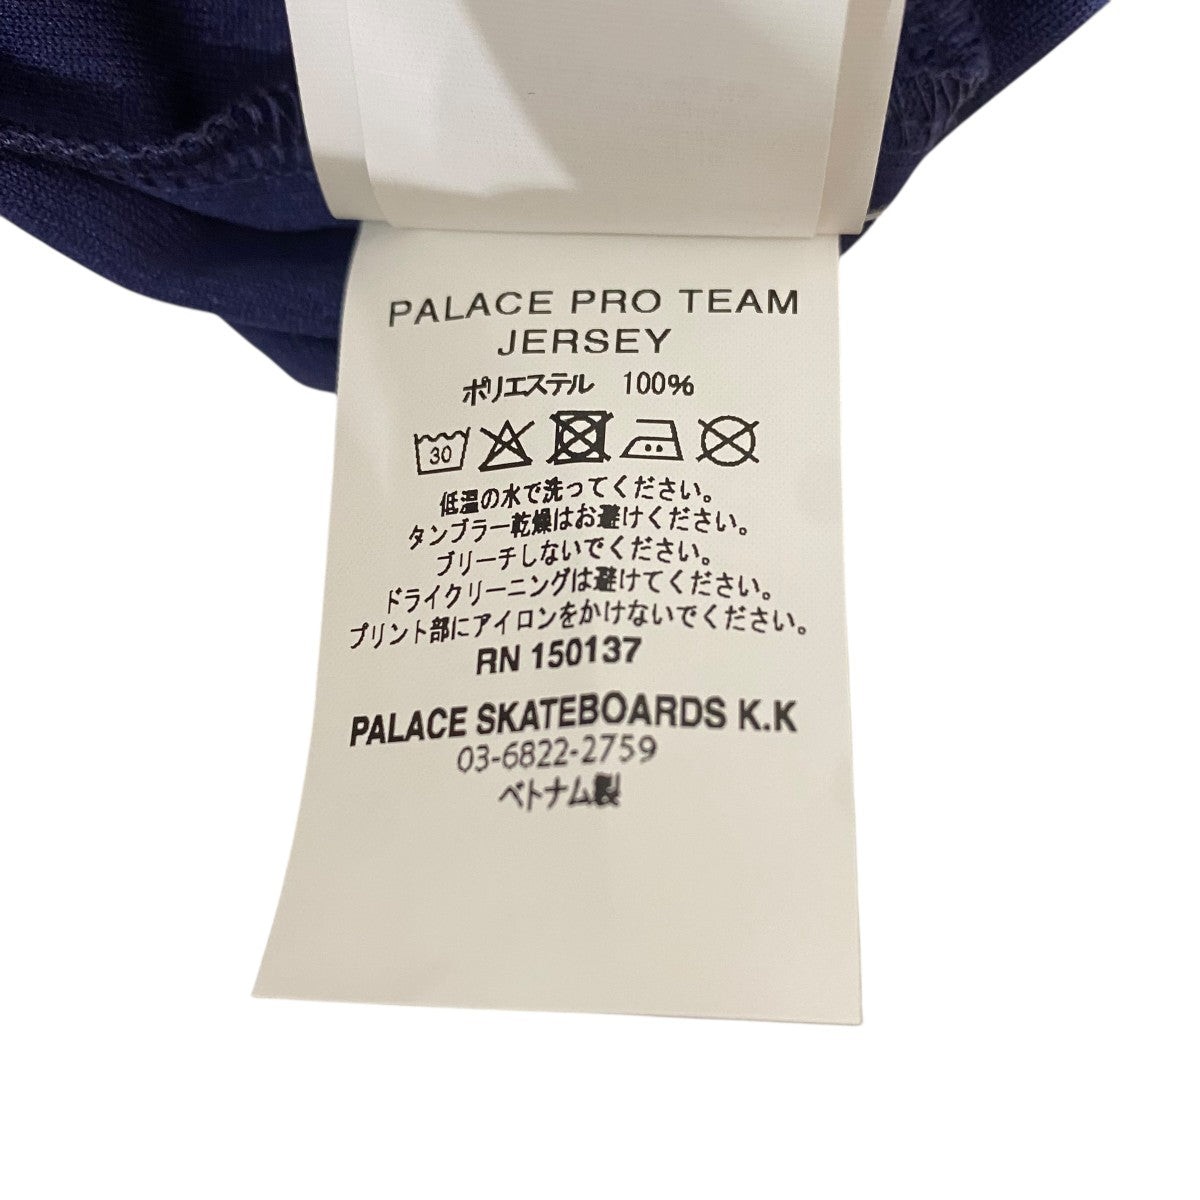 PALACE PRO TEAM
JERSEY
ポリエステル 100%
30
低温の水で洗ってください。
タンブラー乾燥はお避けください。
ブリーチしないでください。
ドライクリーニングは避けてください。
プリント部にアイロンをかけないでください。
RN 150137
PALACE SKATEBOARDS K.K
03-6822-2759
ベトナム製